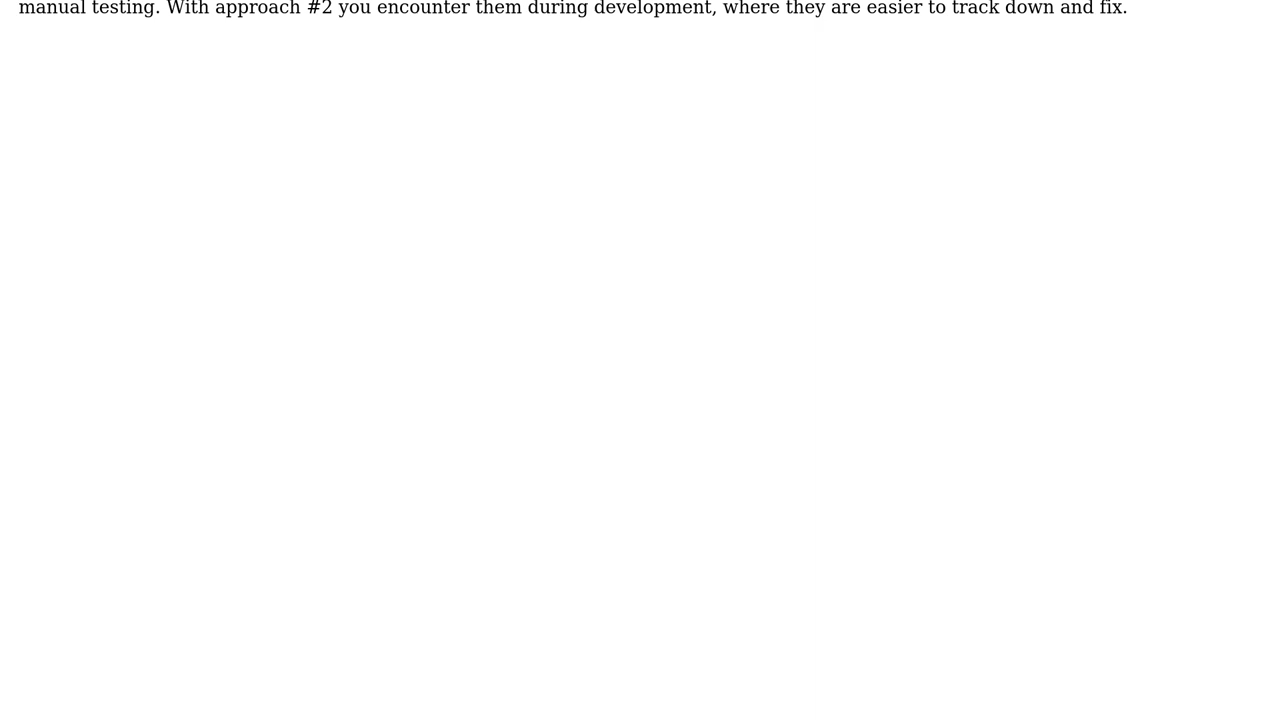 manual testing. With approach #2 you encounter them during development, where they are easier to track down and fix.